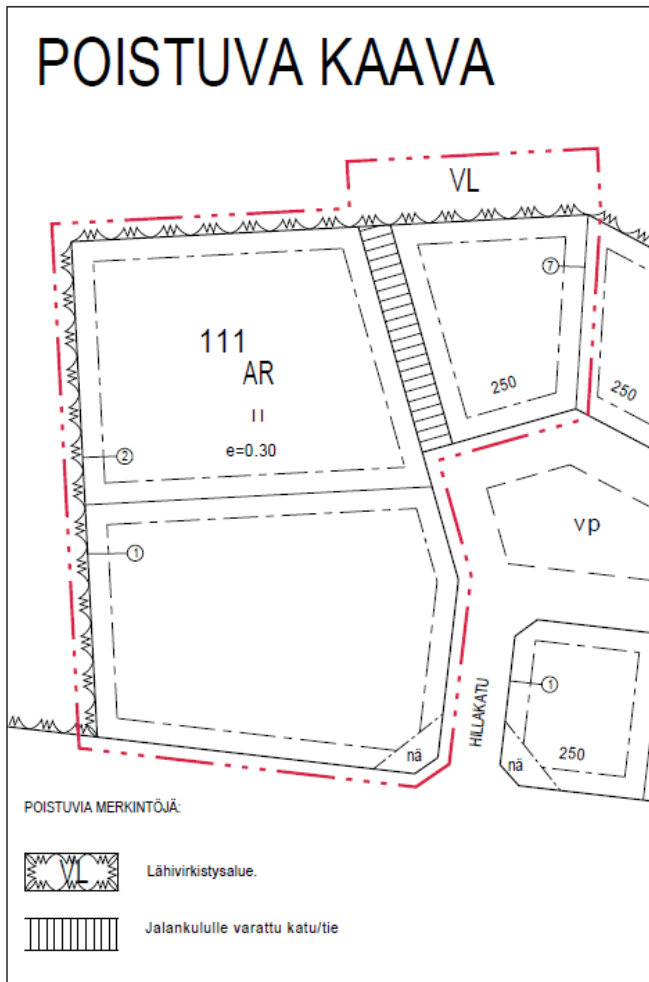 POISTUVA KAAVA
VL
7
111
AR
II
250
250
e=0.30
2
vp
1
HILLAKATU
1
nä
nä
250
POISTUVIA MERKINTÖJÄ:
VL
Lähivirkistysalue.
Jalankululle varattu katu/tie